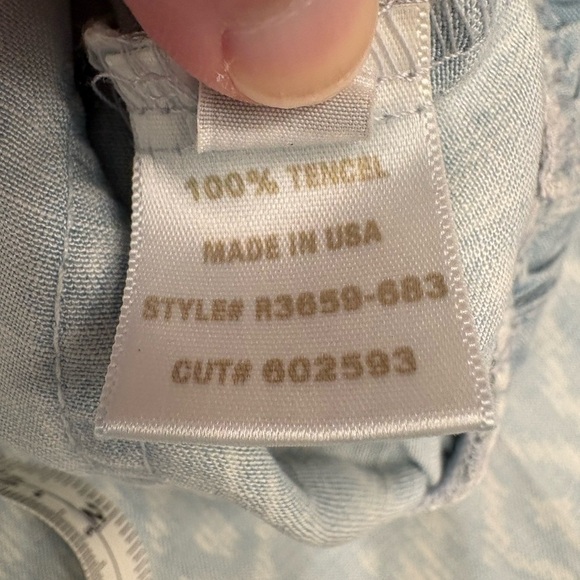 100% TENCEL
MADE IN USA
STYLE# R3659-683
CUT# 602593